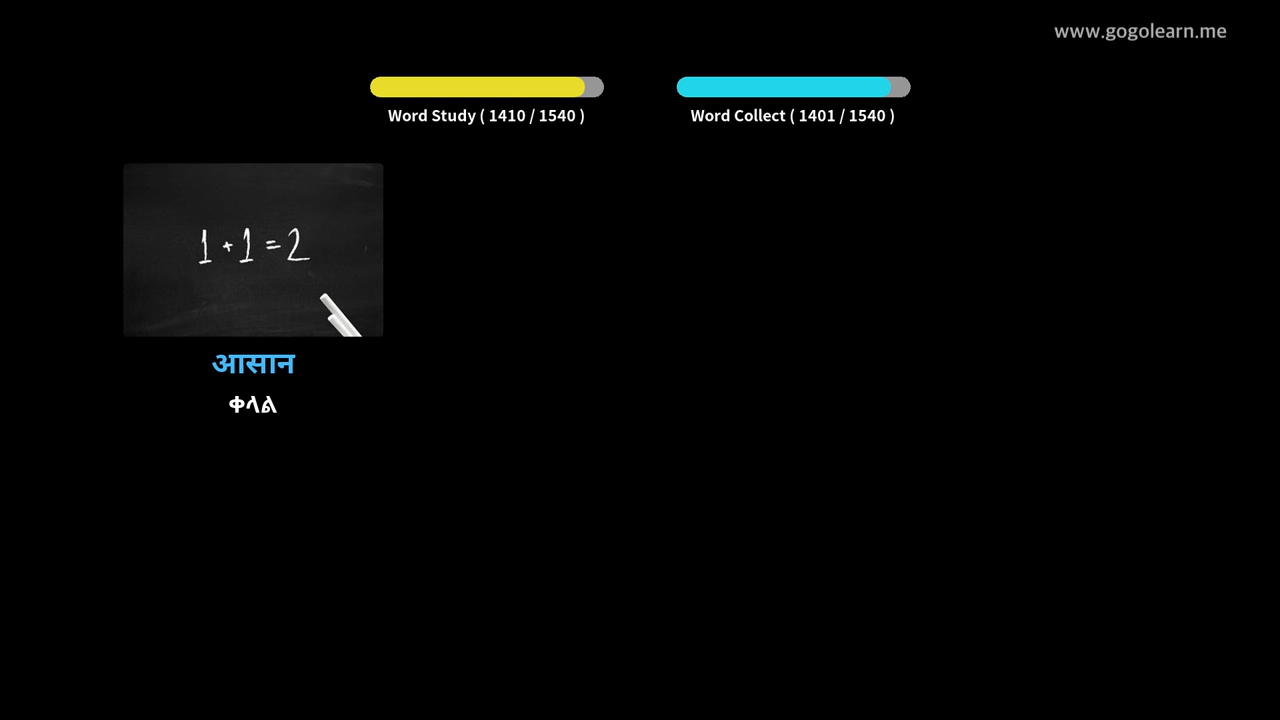 www.gogolearn.me
Word Study ( 1410 / 1540 )
Word Collect ( 1401 / 1540 )
1 + 1 = 2
आसान
ቀላል